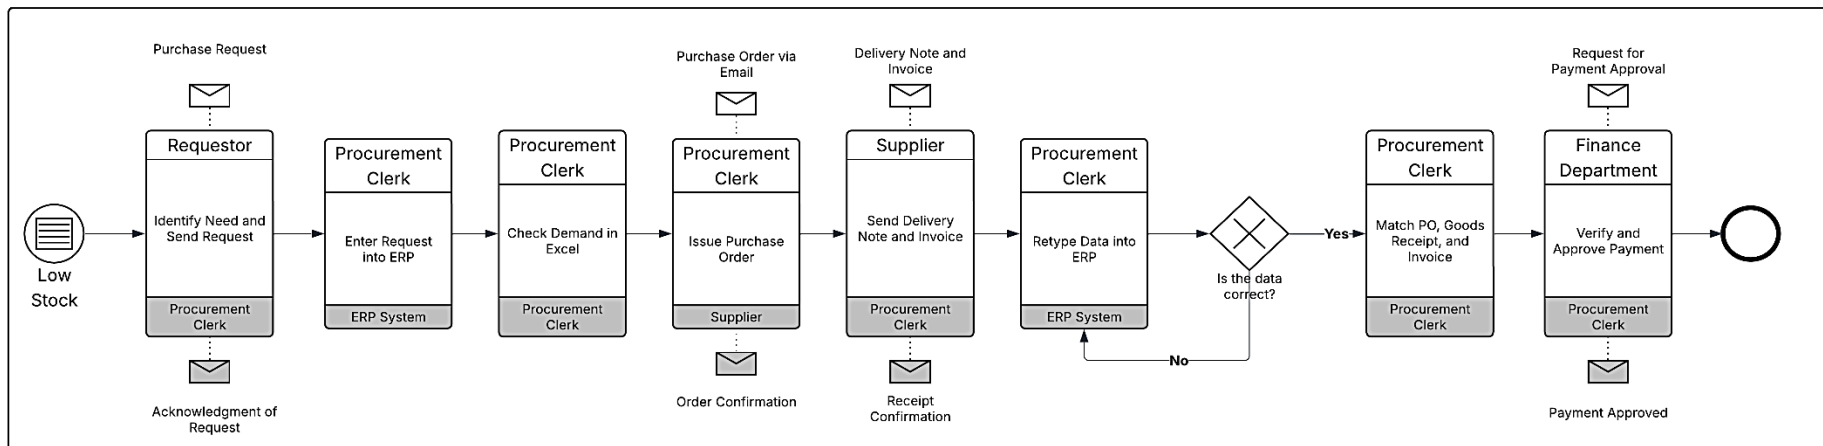 Low
Stock
Purchase Request
Requestor
Identify Need and
Send Request
Procurement
Clerk
Acknowledgment of
Request
Procurement
Clerk
Enter Request
into ERP
ERP System
Procurement
Clerk
Check Demand in
Excel
Procurement
Clerk
Purchase Order via
Email
Procurement
Clerk
Issue Purchase
Order
Supplier
Order Confirmation
Delivery Note and
Invoice
Supplier
Send Delivery
Note and Invoice
Procurement
Clerk
Receipt
Confirmation
Procurement
Clerk
Retype Data into
ERP
ERP System
Is the data
correct?
No
Yes
Procurement
Clerk
Match PO, Goods
Receipt, and
Invoice
Procurement
Clerk
Request for
Payment Approval
Finance
Department
Verify and
Approve Payment
Procurement
Clerk
Payment Approved